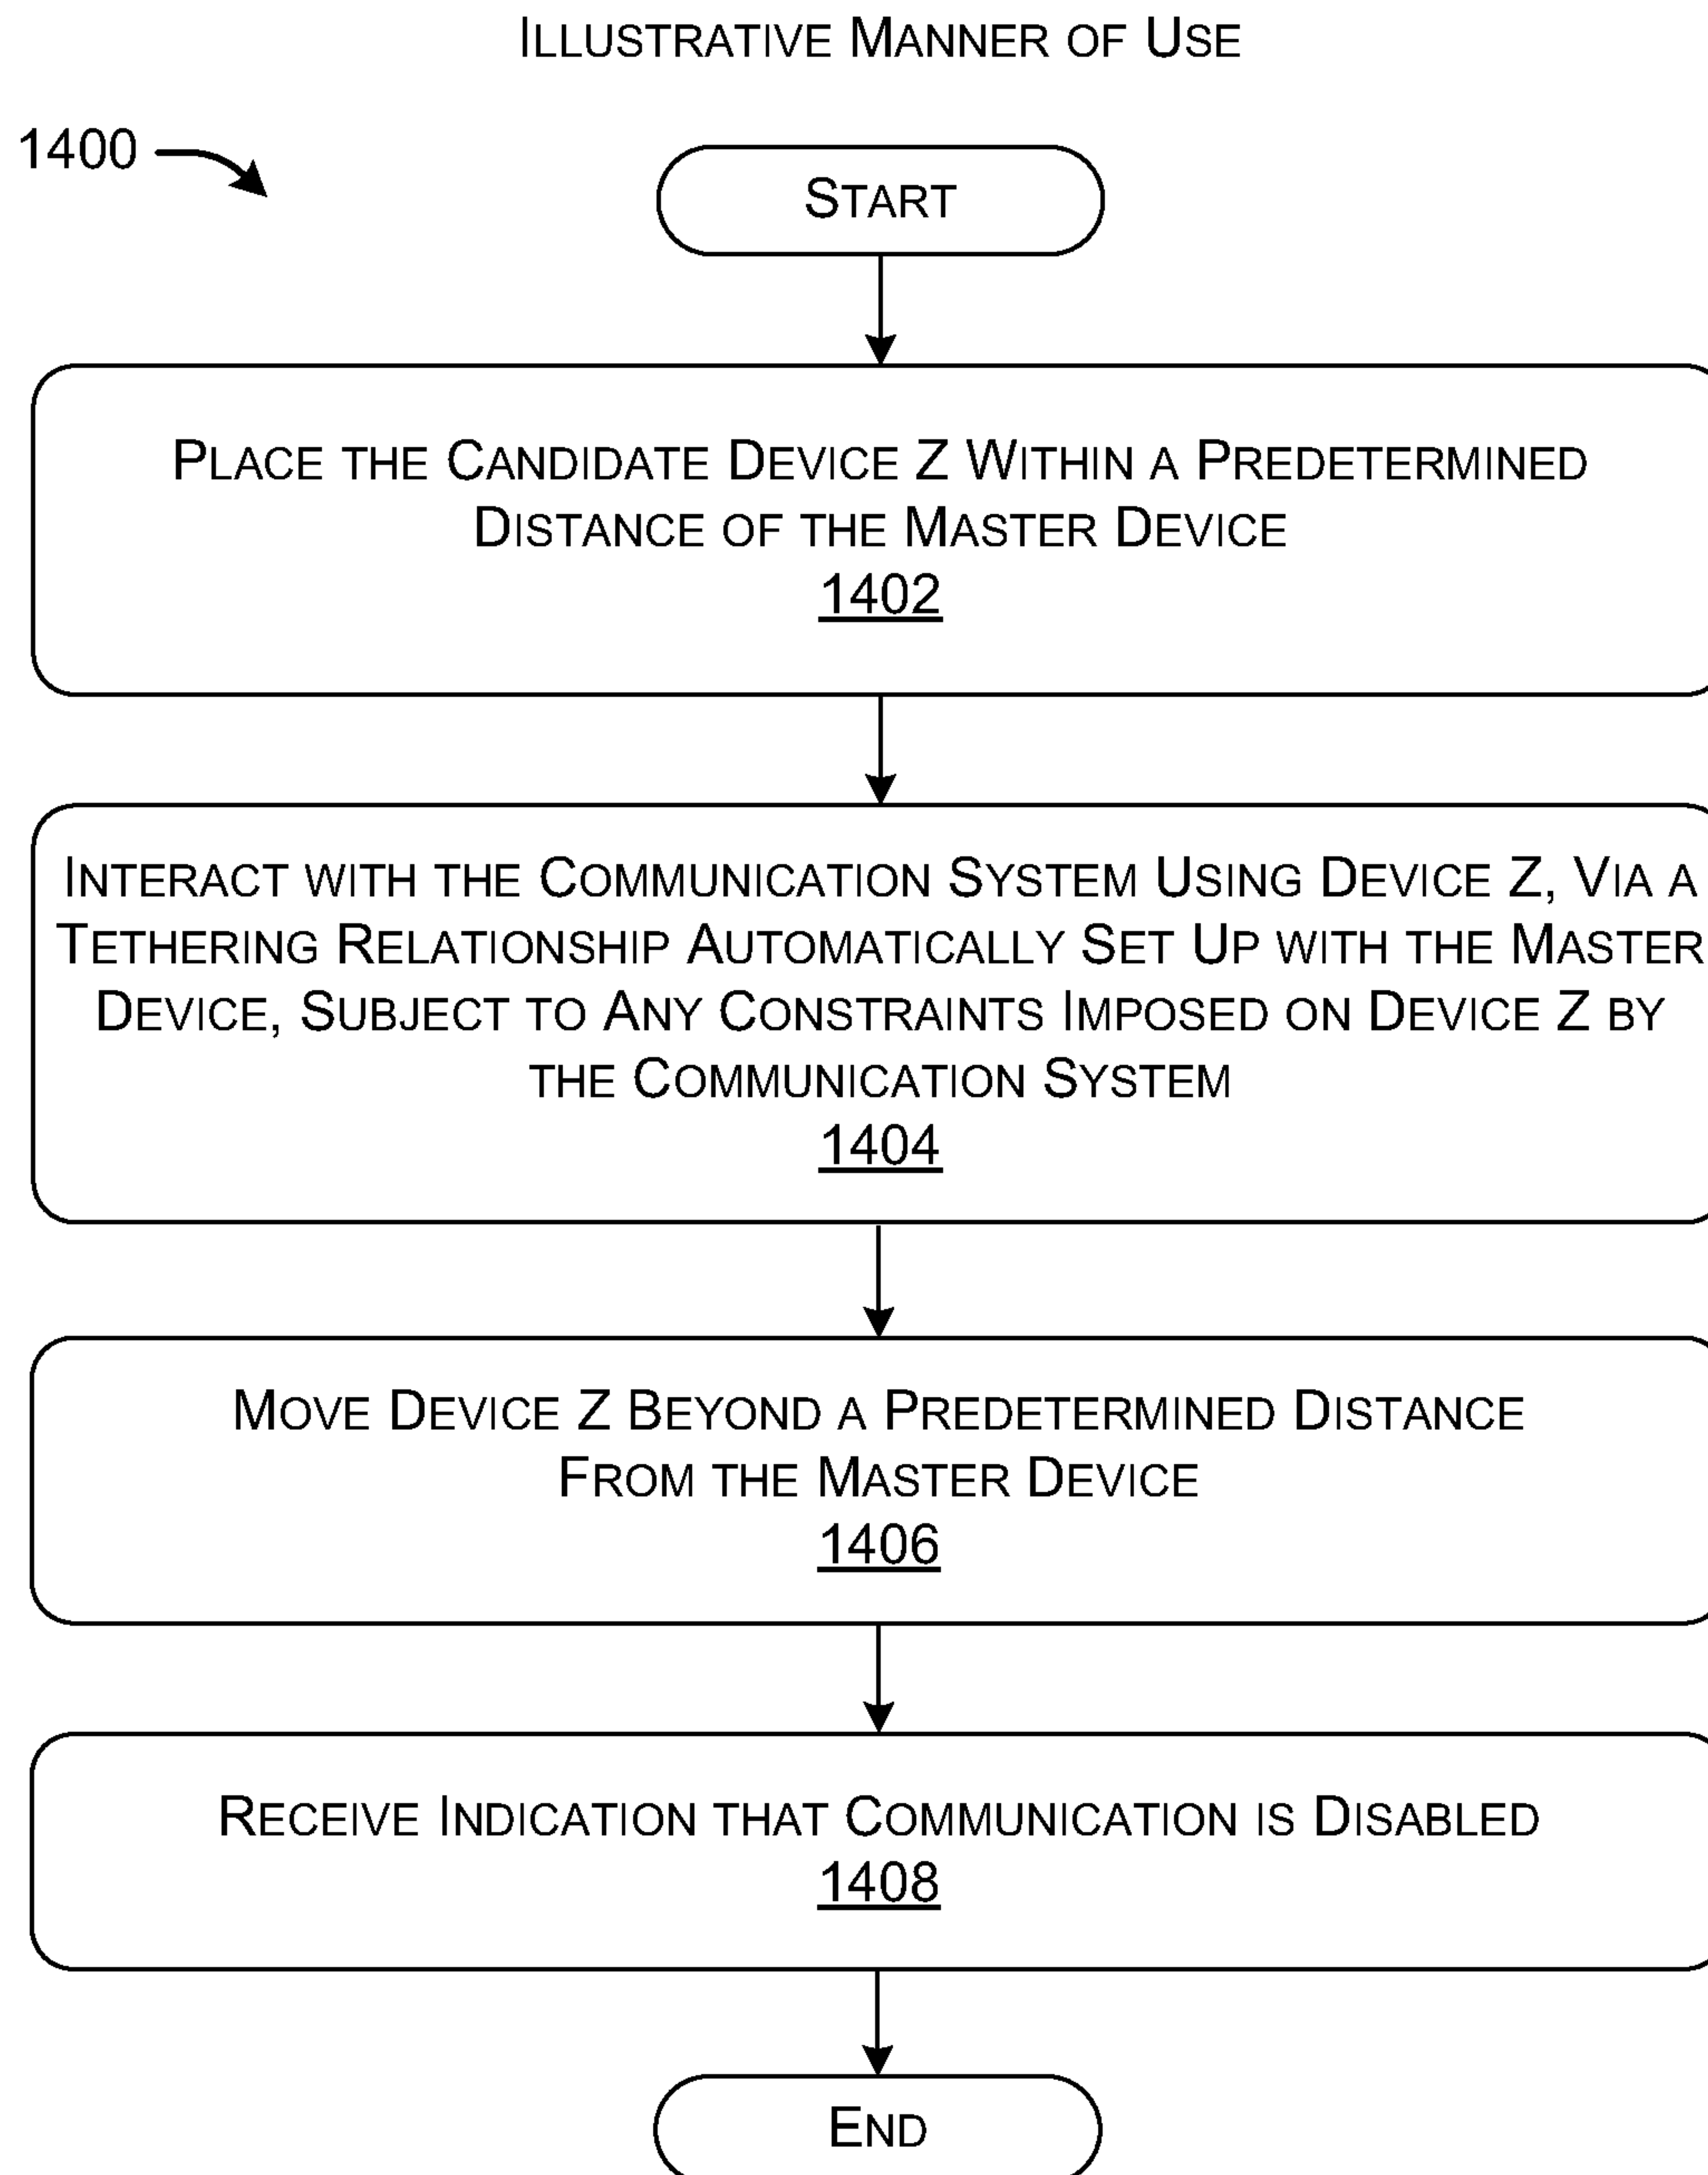 ILLUSTRATIVE MANNER OF USE
1400
START
PLACE THE CANDIDATE DEVICE Z WITHIN A PREDETERMINED
DISTANCE OF THE MASTER DEVICE
1402
INTERACT WITH THE COMMUNICATION SYSTEM USING DEVICE Z, VIA A
TETHERING RELATIONSHIP AUTOMATICALLY SET UP WITH THE MASTER
DEVICE, SUBJECT TO ANY CONSTRAINTS IMPOSED ON DEVICE Z BY
THE COMMUNICATION SYSTEM
1404
MOVE DEVICE Z BEYOND A PREDETERMINED DISTANCE
FROM THE MASTER DEVICE
1406
RECEIVE INDICATION THAT COMMUNICATION IS DISABLED
1408
END